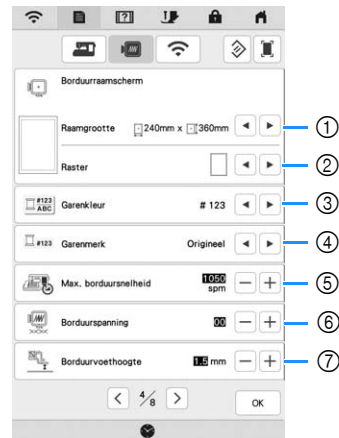 Borduurraamscherm
Raamgrootte 240mm x 360mm ①
Raster ②
#123 ABC Garenkleur # 123 ③
#123 Garenmerk Origineel ④
Max. borduursnelheid 1050 spm ⑤
Borduurspanning 00 ⑥
Borduurvoethoogte 1.5 mm ⑦
4/8
OK